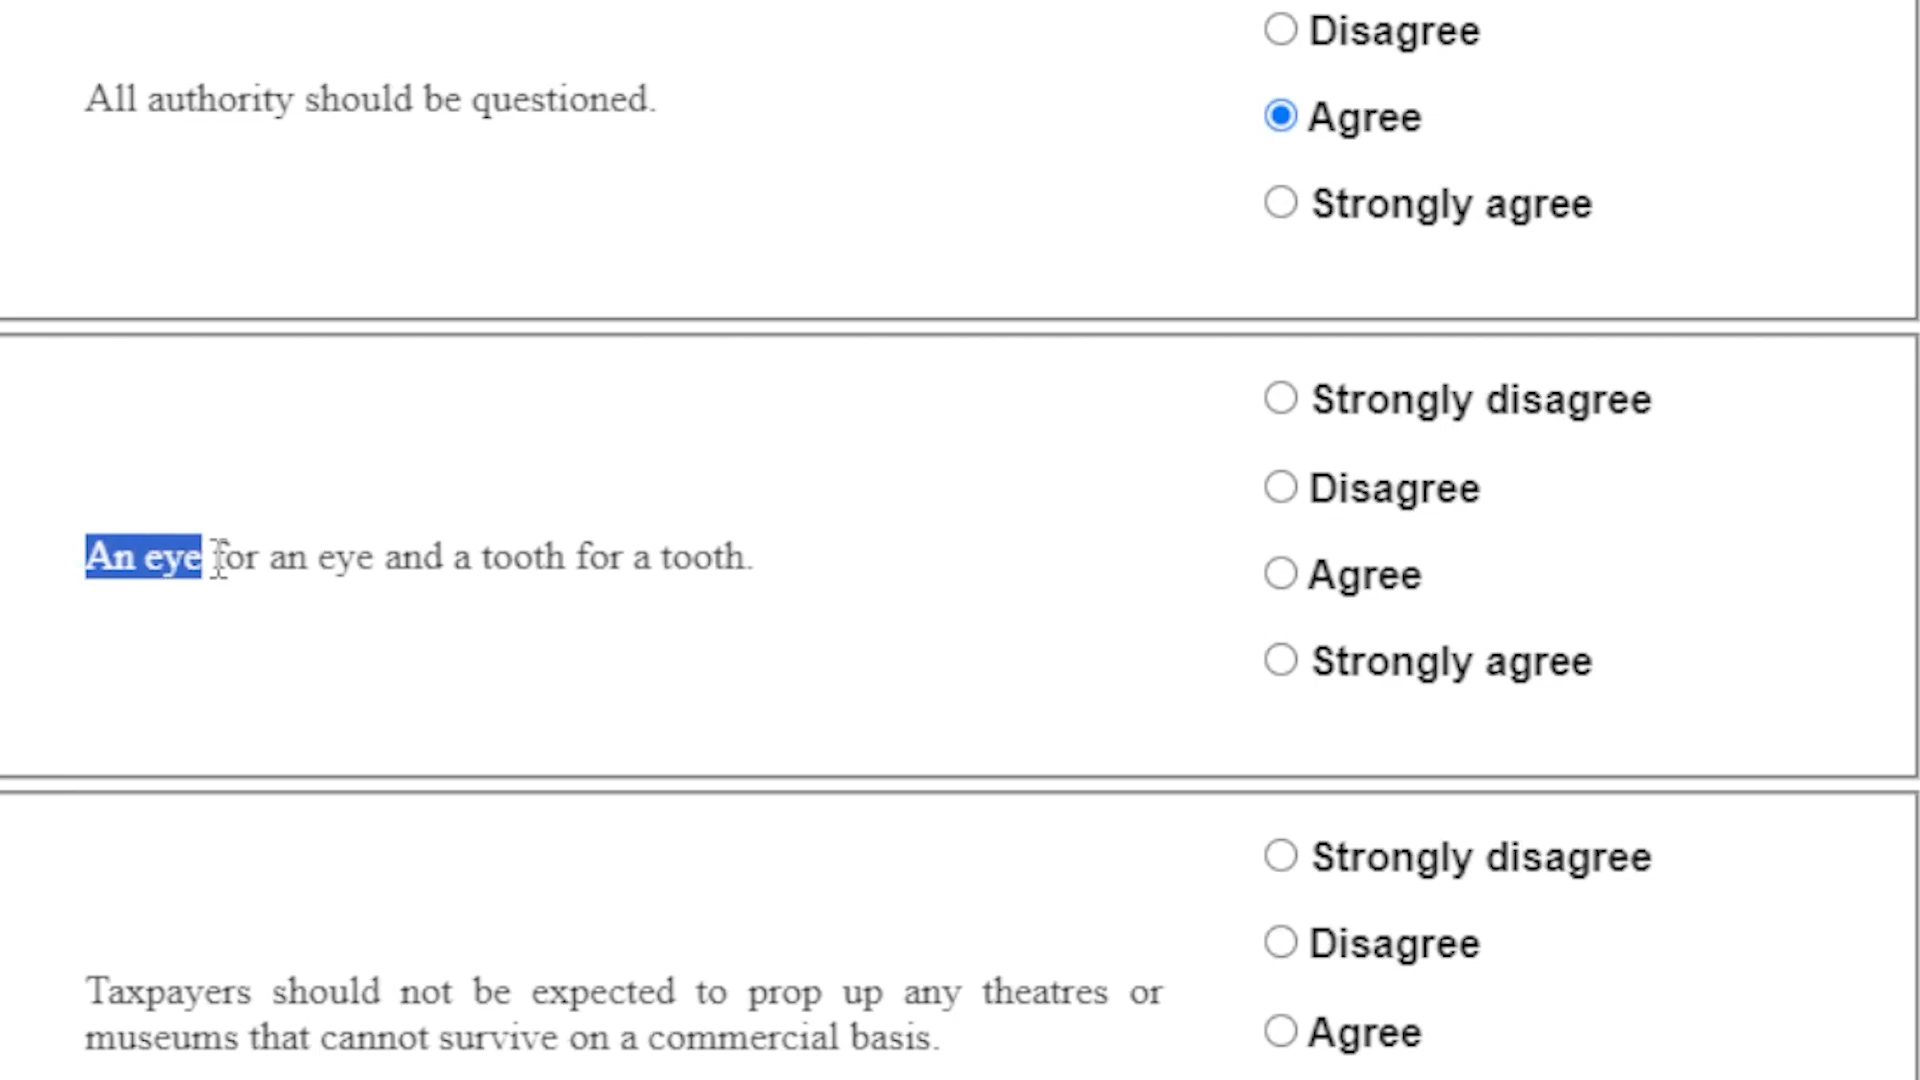 Disagree
All authority should be questioned.
Agree
Strongly agree
Strongly disagree
Disagree
An eye for an eye and a tooth for a tooth.
Agree
Strongly agree
Strongly disagree
Disagree
Taxpayers should not be expected to prop up any theatres or
museums that cannot survive on a commercial basis.
Agree